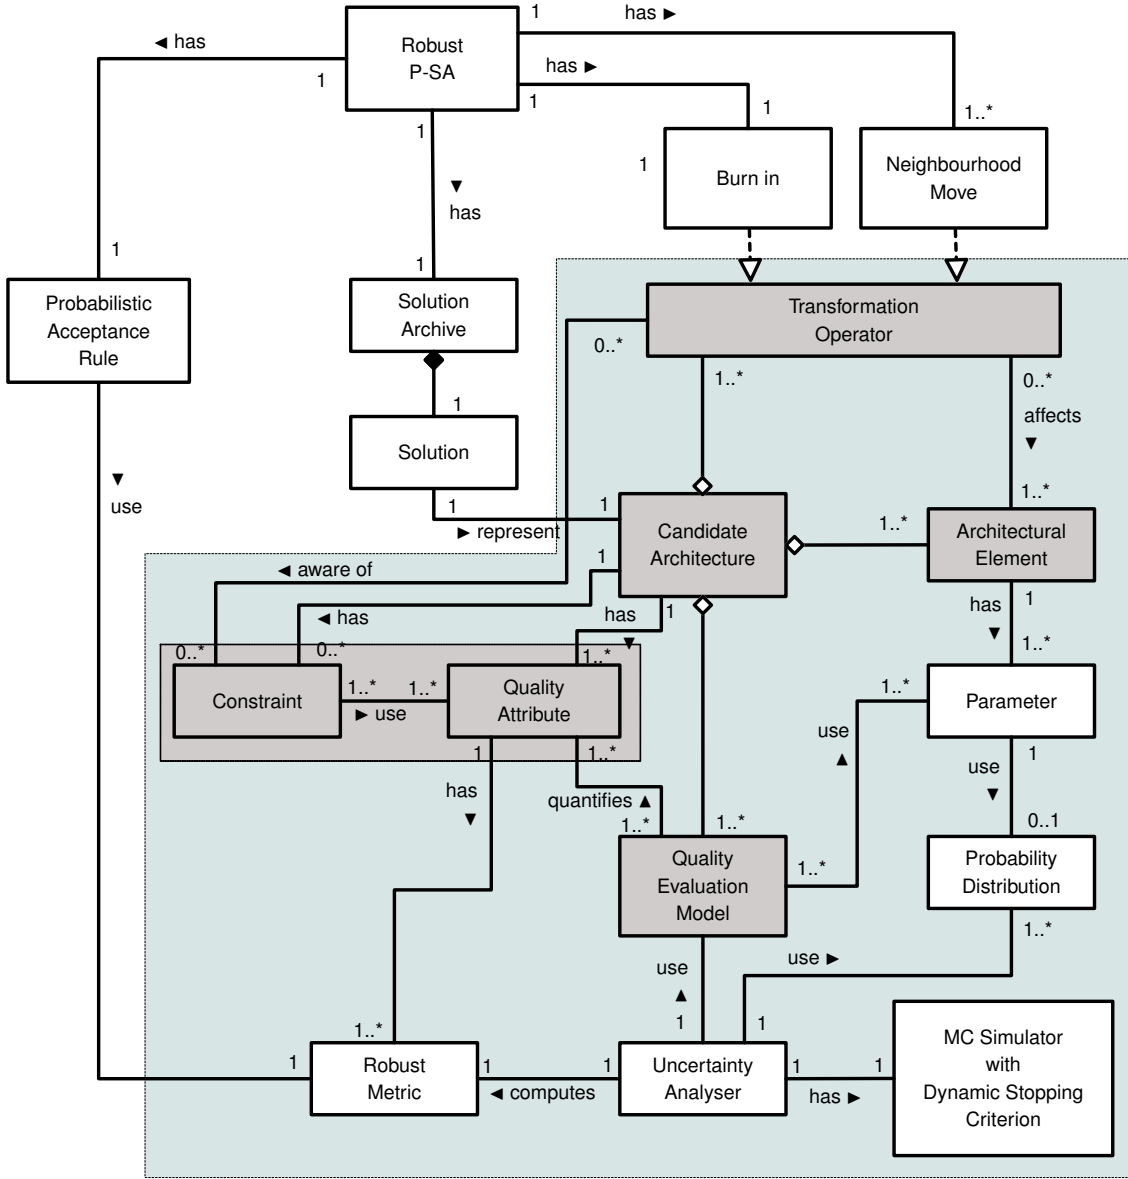 1
has ►
◄ has
Robust
P-SA
has ►
1
1
1
1
1..*
1
Burn in
Neighbourhood
Move
▼
has
1
1
Probabilistic
Acceptance
Rule
Solution
Archive
Transformation
Operator
0..*
1..*
0..*
1
affects
▼
Solution
▼
use
1
► represent
1
1..*
1..*
Candidate
Architecture
Architectural
Element
1
◄ aware of
◄ has
has
▼
1
has
▼
1
0..*
0..*
1..*
1..*
Constraint
1..*
► use
1..*
Quality
Attribute
1..*
Parameter
1
1..*
use
▲
use
▼
1
has
▼
quantifies ▲
1..*
1..*
0..1
Quality
Evaluation
Model
1..*
Probability
Distribution
1..*
use
▲
use ►
1..*
1
1
1
Robust
Metric
1
◄ computes
1
Uncertainty
Analyser
1
has ►
1
MC Simulator
with
Dynamic Stopping
Criterion